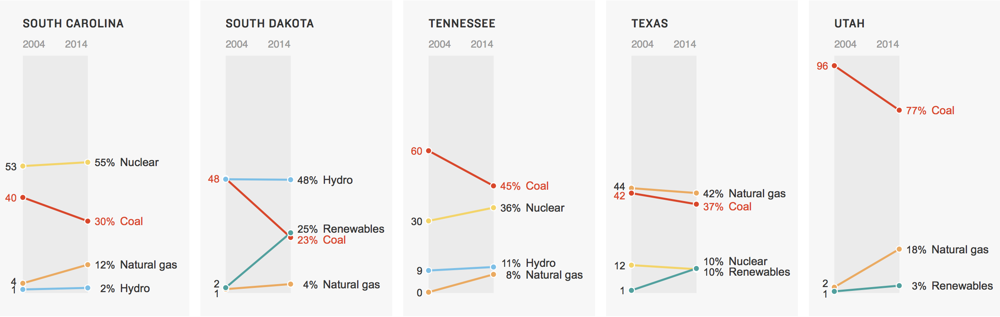 SOUTH CAROLINA
2004 2014
53
55% Nuclear
40
30% Coal
12% Natural gas
4
1
2% Hydro
SOUTH DAKOTA
2004 2014
48
48% Hydro
25% Renewables
23% Coal
2
4% Natural gas
1
TENNESSEE
2004 2014
60
45% Coal
36% Nuclear
30
11% Hydro
9
8% Natural gas
0
TEXAS
2004 2014
44
42% Natural gas
42
37% Coal
10% Nuclear
12
10% Renewables
1
UTAH
2004 2014
96
77% Coal
18% Natural gas
2
3% Renewables
1